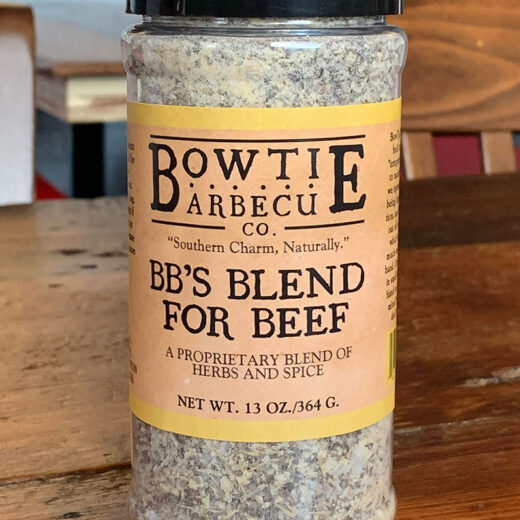 BOWTIE
BARBECUE
CO.
"Southern Charm, Naturally."
BB'S BLEND
FOR BEEF
A PROPRIETARY BLEND OF
HERBS AND SPICE
NET WT. 13 OZ./364 G.